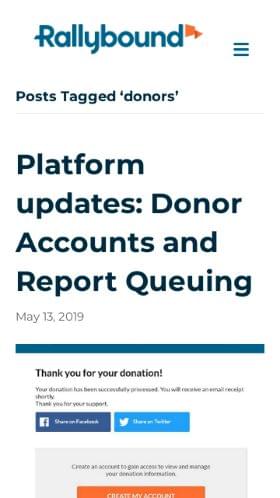 Rallybound
Posts Tagged ‘donors’
Platform
updates: Donor
Accounts and
Report Queuing
May 13, 2019
Thank you for your donation!
Your donation has been successfully processed. You will receive an email receipt
shortly.
Thank you for your support.
Share on Facebook
Share on Twitter
Create an account to gain access to view and manage
your donation information.
CREATE MY ACCOUNT